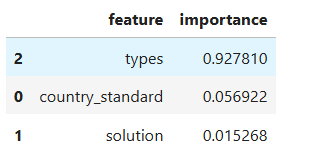 feature importance
2 types 0.927810
0 country_standard 0.056922
1 solution 0.015268